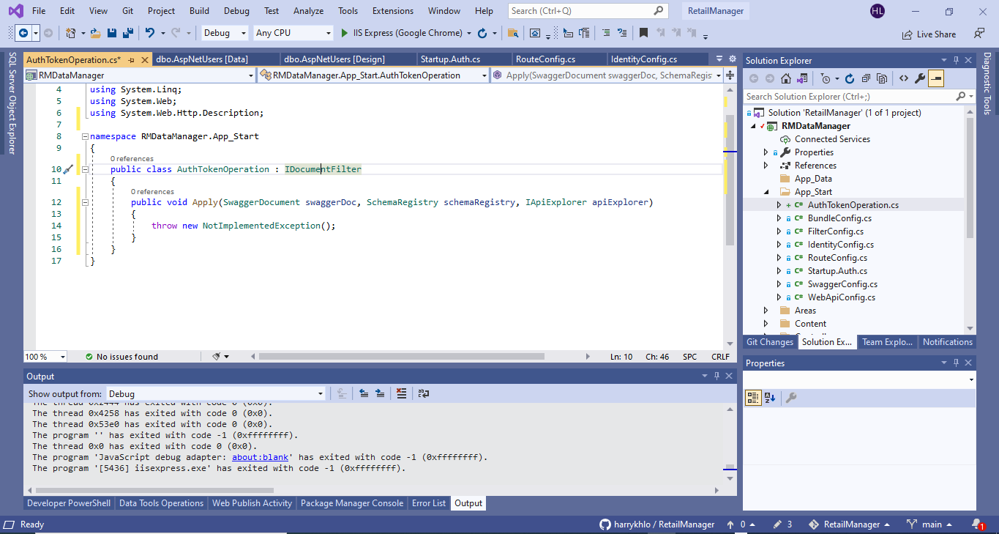 File Edit View Git Project Build Debug Test Analyze Tools Extensions Window Help Search (Ctrl+Q) RetailManager HL
Debug Any CPU IIS Express (Google Chrome) Live Share
SQL Server Object Explorer
AuthTokenOperation.cs* dbo.AspNetUsers [Data] dbo.AspNetUsers [Design] Startup.Auth.cs RouteConfig.cs IdentityConfig.cs
RMDataManager RMDataManager.App_Start.AuthTokenOperation Apply(SwaggerDocument swaggerDoc, SchemaRegis
4 using System.Linq;
5 using System.Web;
6 using System.Web.Http.Description;
7
8 namespace RMDataManager.App_Start
9 {
0 references
10 public class AuthTokenOperation : IDocumentFilter
11 {
0 references
12 public void Apply(SwaggerDocument swaggerDoc, SchemaRegistry schemaRegistry, IApiExplorer apiExplorer)
13 {
14 throw new NotImplementedException();
15 }
16 }
17 }
100 % No issues found Ln: 10 Ch: 46 SPC CRLF
Output
Show output from: Debug
The thread 0x2444 has exited with code 0 (0x0).
The thread 0x4258 has exited with code 0 (0x0).
The thread 0x53e0 has exited with code 0 (0x0).
The program '' has exited with code -1 (0xffffffff).
The thread 0x0 has exited with code 0 (0x0).
The program 'JavaScript debug adapter: about:blank' has exited with code -1 (0xffffffff).
The program '[5436] iisexpress.exe' has exited with code -1 (0xffffffff).
Developer PowerShell Data Tools Operations Web Publish Activity Package Manager Console Error List Output
Solution Explorer
Search Solution Explorer (Ctrl+;)
Solution 'RetailManager' (1 of 1 project)
RMDataManager
Connected Services
Properties
References
App_Data
App_Start
C# AuthTokenOperation.cs
C# BundleConfig.cs
C# FilterConfig.cs
C# IdentityConfig.cs
C# RouteConfig.cs
C# Startup.Auth.cs
C# SwaggerConfig.cs
C# WebApiConfig.cs
Areas
Content
Git Changes Solution Ex... Team Explo... Notifications
Properties
Diagnostic Tools
Ready harrykhlo / RetailManager 0 3 RetailManager main 1